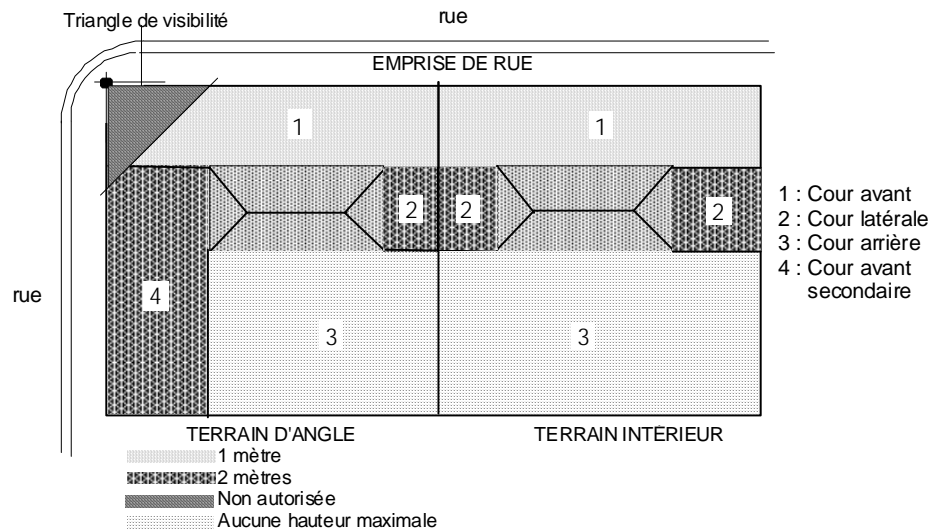 Triangle de visibilité
rue
EMPRISE DE RUE
1
1
2
2
2
1 : Cour avant
2 : Cour latérale
3 : Cour arrière
4 : Cour avant
secondaire
rue
4
3
3
TERRAIN D'ANGLE
TERRAIN INTÉRIEUR
1 mètre
2 mètres
Non autorisée
Aucune hauteur maximale